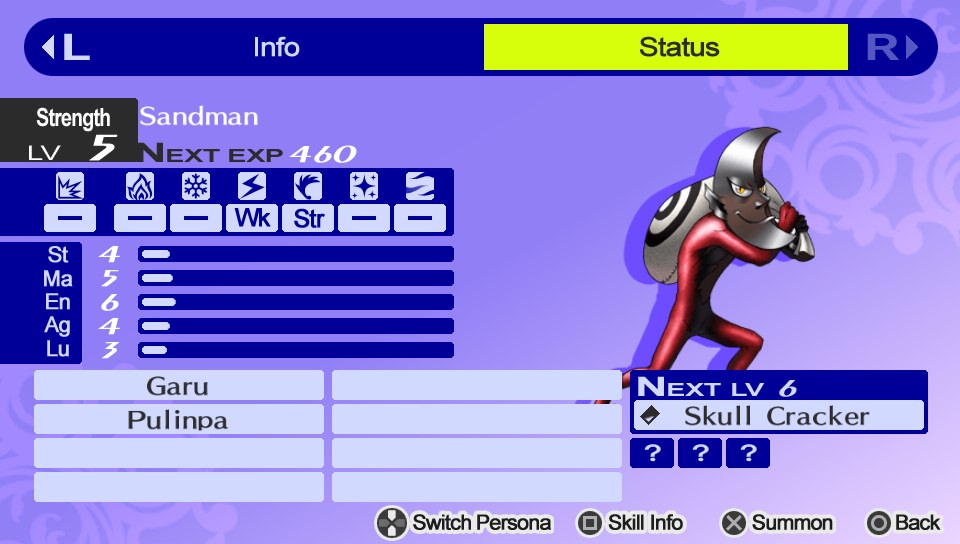 L Info Status R
Strength Sandman
LV 5 NEXT EXP 460
— — — Wk Str — —
St 4
Ma 5
En 6
Ag 4
Lu 3
Garu
Pulinpa
NEXT LV 6
Skull Cracker
? ? ?
Switch Persona Skill Info Summon Back